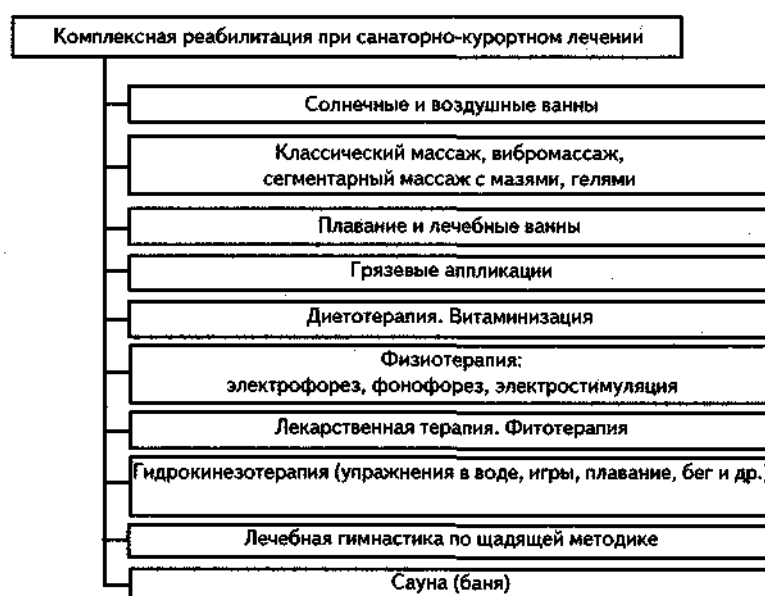 Комплексная реабилитация при санаторно-курортном лечении
Солнечные и воздушные ванны
Классический массаж, вибромассаж,
сегментарный массаж с мазями, гелями
Плавание и лечебные ванны
Грязевые аппликации
Диетотерапия. Витаминизация
Физиотерапия:
электрофорез, фонофорез, электростимуляция
Лекарственная терапия. Фитотерапия
Гидрокинезотерапия (упражнения в воде, игры, плавание, бег и др.)
Лечебная гимнастика по щадящей методике
Сауна (баня)